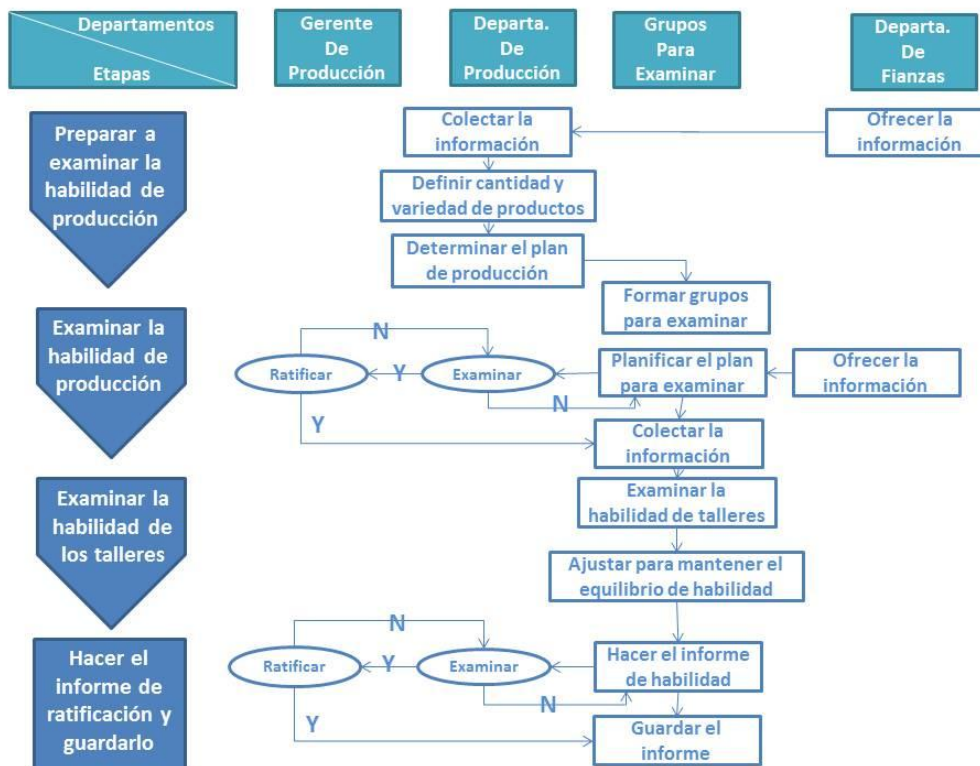 Departamentos
Etapas
Gerente
De
Producción
Departa.
De
Producción
Grupos
Para
Examinar
Departa.
De
Fianzas
Preparar a
examinar la
habilidad de
producción
Colectar la
información
Ofrecer la
información
Definir cantidad y
variedad de productos
Determinar el plan
de producción
Formar grupos
para examinar
Examinar la
habilidad de
producción
N
Ratificar
Y
Examinar
Planificar el plan
para examinar
Ofrecer la
información
N
Y
Colectar la
información
Examinar la
habilidad de
los talleres
Examinar la
habilidad de talleres
Ajustar para mantener el
equilibrio de habilidad
Hacer el
informe de
ratificación y
guardarlo
N
Ratificar
Y
Examinar
Hacer el informe
de habilidad
N
Y
Guardar el
informe